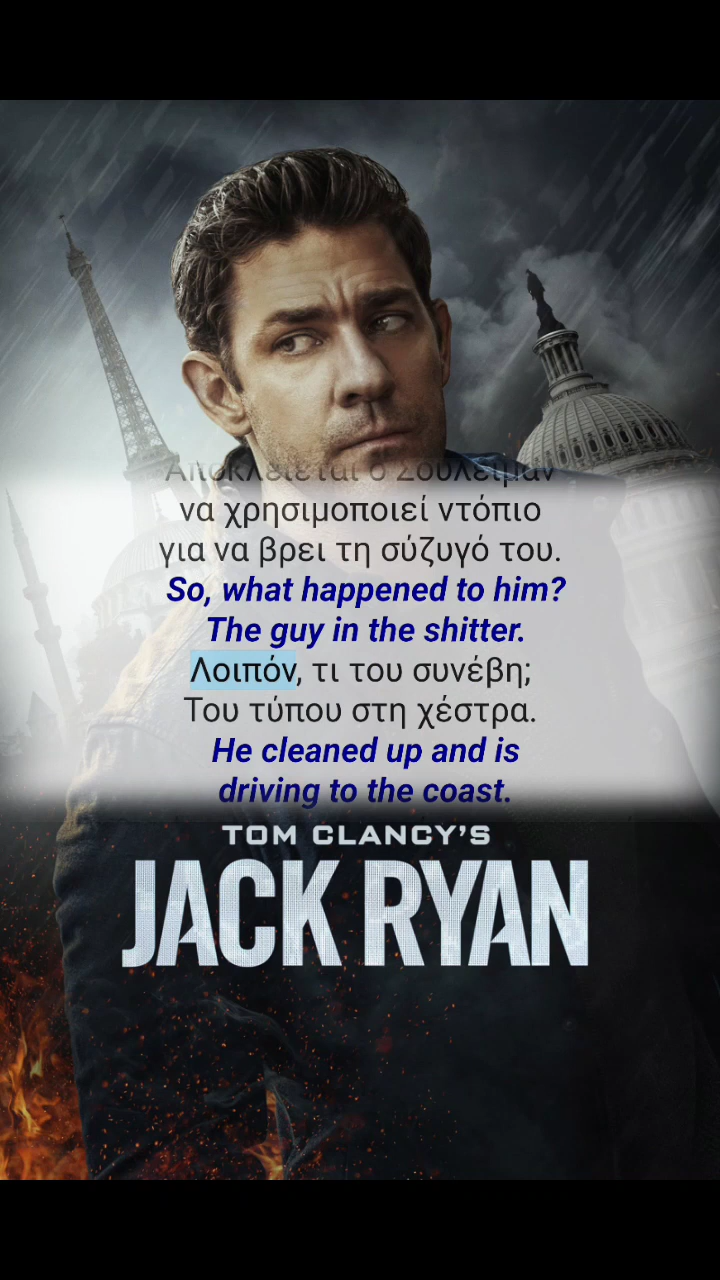 Αποκλείεται ο Σουλεϊμάν
να χρησιμοποιεί ντόπιο
για να βρει τη σύζυγό του.
So, what happened to him?
The guy in the shitter.
Λοιπόν, τι του συνέβη;
Του τύπου στη χέστρα.
He cleaned up and is
driving to the coast.
TOM CLANCY'S
JACK RYAN